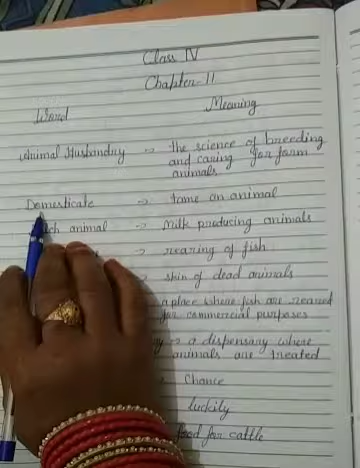 Class IV
Chapter-11
Word Meaning
Animal Husbandry → the science of breeding
and caring for farm
animals
Domesticate → tame an animal
animal → Milk producing animals
→ rearing of fish
skin of dead animals
a place where fish are reared
for commercial purposes
→ a dispensary where
animals are treated
Chance
luckily
food for cattle